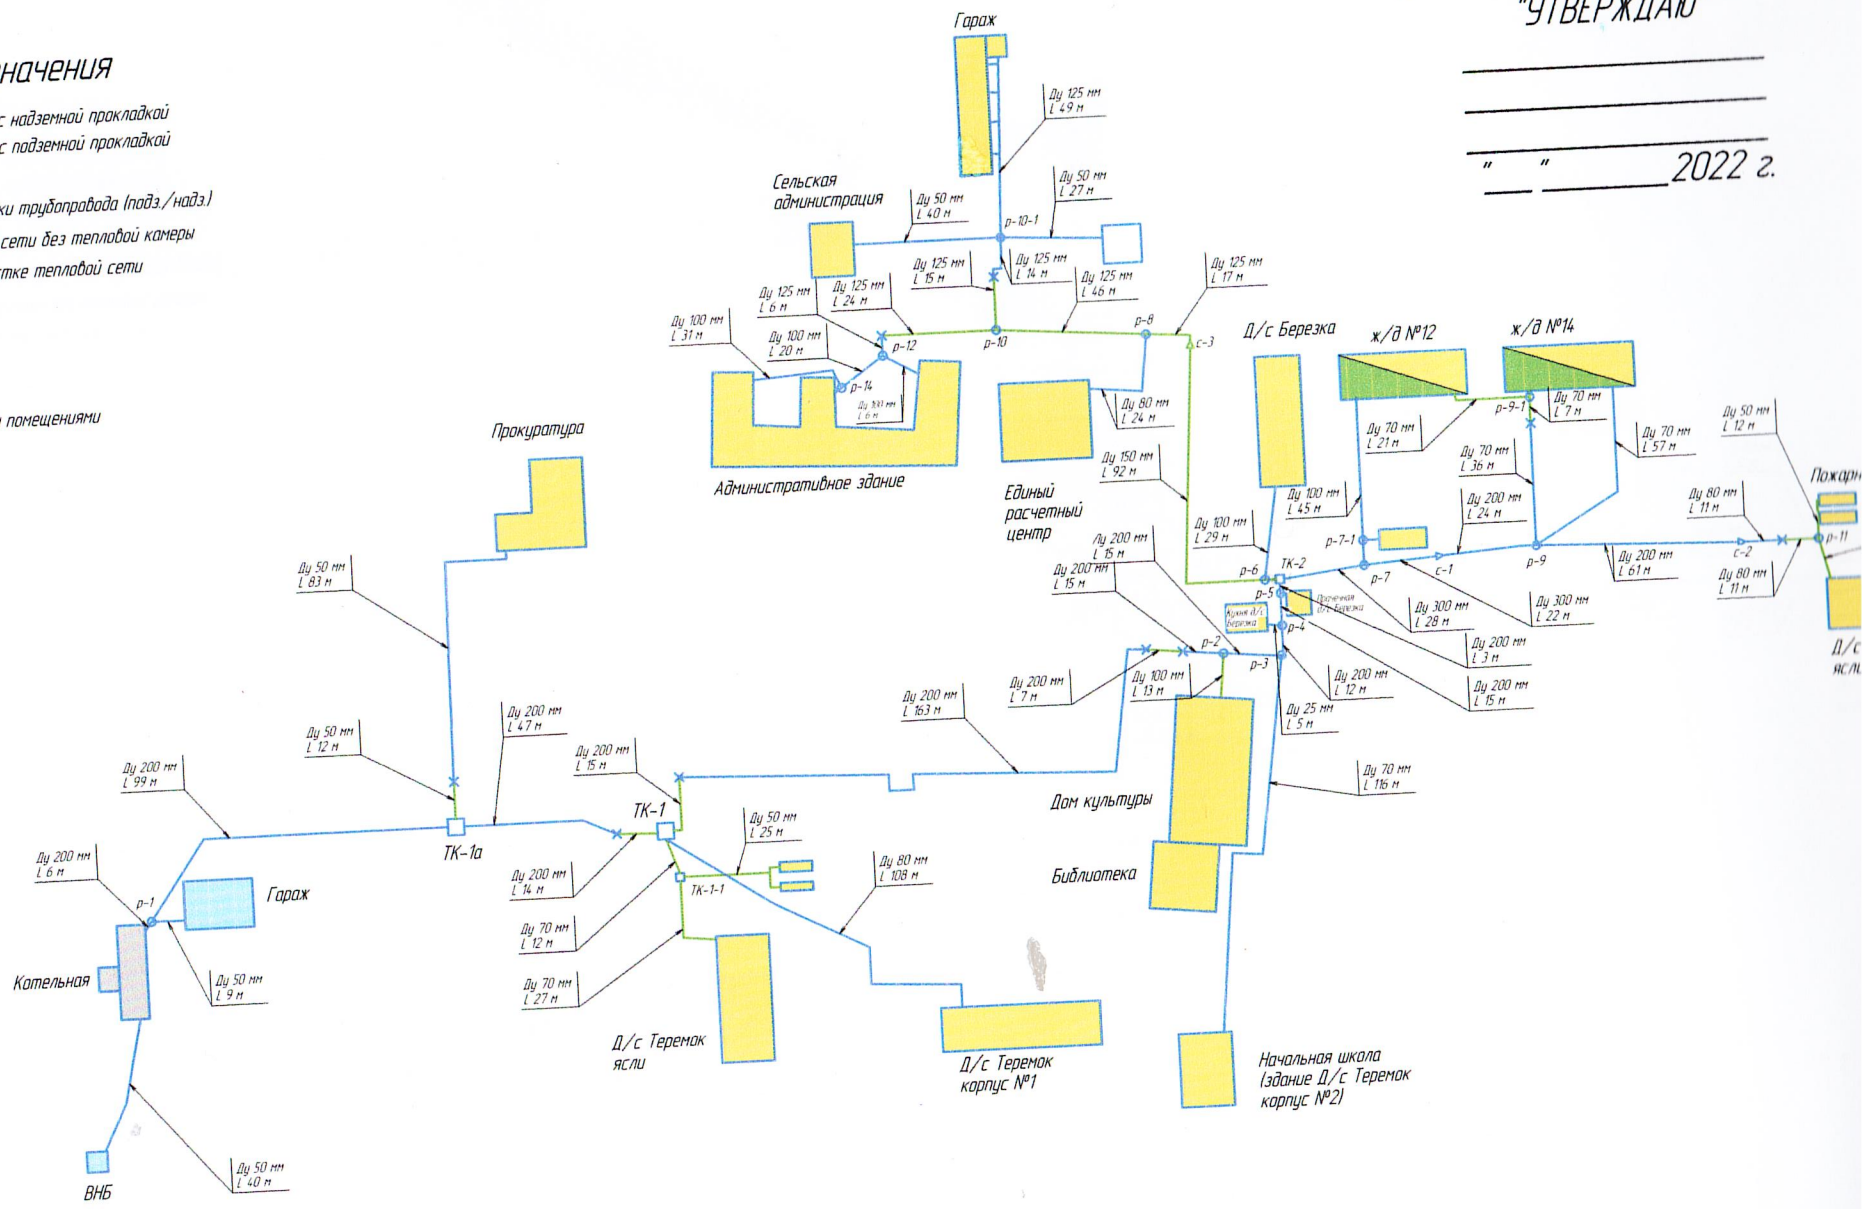 "УТВЕРЖДАЮ
" " 2022 г.
начения
с надземной прокладкой
с подземной прокладкой
ки трубопровода (подз./надз.)
сети без тепловой камеры
тке тепловой сети
помещениями
Гараж
Ду 125 мм
L 49 м
Сельская
администрация
Ду 50 мм
L 40 м
Ду 50 мм
L 27 м
р-10-1
Ду 125 мм
L 15 м
Ду 125 мм
L 14 м
Ду 125 мм
L 46 м
Ду 125 мм
L 17 м
Ду 125 мм
L 6 м
Ду 125 мм
L 24 м
Ду 100 мм
L 31 м
Ду 100 мм
L 20 м
р-12
р-10
р-8
с-3
р-14
Ду 100 мм
L 6 м
Ду 80 мм
L 24 м
Административное здание
Единый
расчетный
центр
Ду 150 мм
L 92 м
Д/с Березка
ж/д №12
ж/д №14
р-9-1
Ду 70 мм
L 7 м
Ду 70 мм
L 21 м
Ду 70 мм
L 36 м
Ду 70 мм
L 57 м
Ду 50 мм
L 12 м
Пожарн
Ду 100 мм
L 45 м
Ду 200 мм
L 24 м
Ду 80 мм
L 11 м
Ду 100 мм
L 29 м
р-7-1
р-6
ТК-2
р-7
с-1
р-9
Ду 200 мм
L 61 м
с-2
р-11
Ду 80 мм
L 11 м
Д/с
ясли
Ду 200 мм
L 15 м
Ду 200 мм
L 15 м
р-5
Прачечная
д/с Березка
Кухня д/с
Березка
р-4
Ду 300 мм
L 28 м
Ду 300 мм
L 22 м
р-2
р-3
Ду 200 мм
L 3 м
Ду 200 мм
L 12 м
Ду 200 мм
L 15 м
Ду 100 мм
L 13 м
Ду 25 мм
L 5 м
Ду 200 мм
L 7 м
Ду 200 мм
L 163 м
Ду 70 мм
L 116 м
Дом культуры
Библиотека
Прокуратура
Ду 50 мм
L 83 м
Ду 50 мм
L 12 м
Ду 200 мм
L 47 м
Ду 200 мм
L 15 м
Ду 200 мм
L 99 м
ТК-1а
ТК-1
Ду 50 мм
L 25 м
Ду 200 мм
L 6 м
р-1
Гараж
Ду 200 мм
L 14 м
ТК-1-1
Ду 80 мм
L 108 м
Ду 70 мм
L 12 м
Котельная
Ду 50 мм
L 9 м
Ду 70 мм
L 27 м
Д/с Теремок
ясли
Д/с Теремок
корпус №1
Начальная школа
(здание Д/с Теремок
корпус №2)
ВНБ
Ду 50 мм
L 40 м